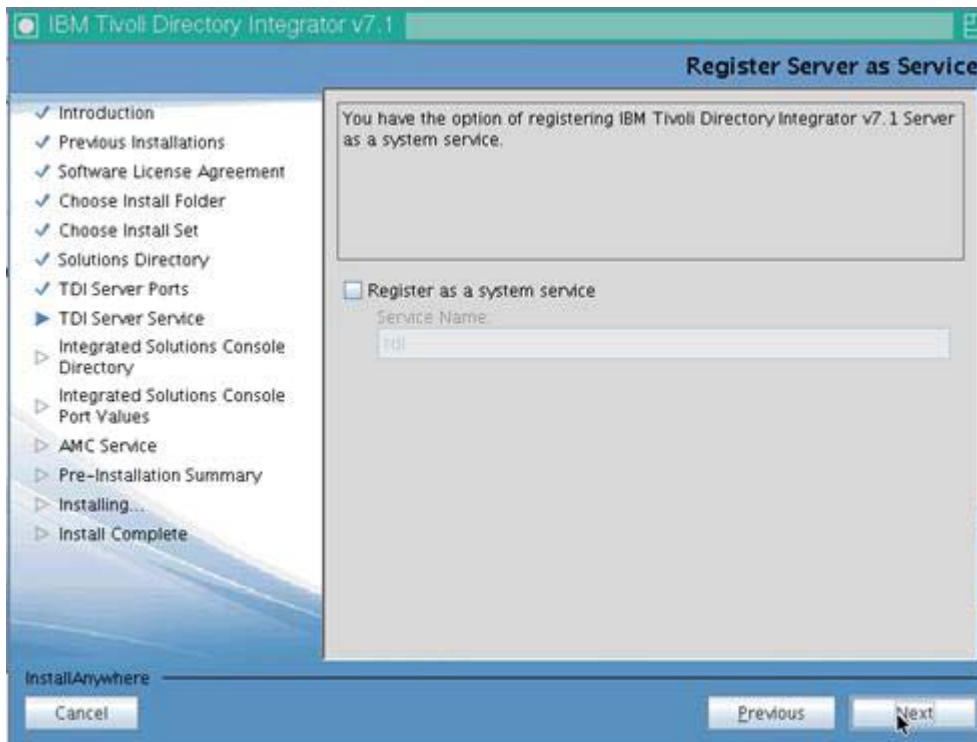 IBM Tivoli Directory Integrator v7.1
Register Server as Service
Introduction
Previous Installations
Software License Agreement
Choose Install Folder
Choose Install Set
Solutions Directory
TDI Server Ports
TDI Server Service
Integrated Solutions Console
Directory
Integrated Solutions Console
Port Values
AMC Service
Pre-Installation Summary
Installing...
Install Complete
You have the option of registering IBM Tivoli Directory Integrator v7.1 Server
as a system service.
Register as a system service
Service Name:
tdi
InstallAnywhere
Cancel
Previous
Next